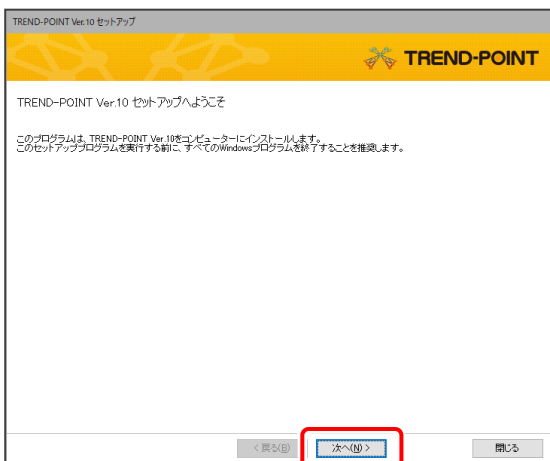 TREND-POINT Ver.10 セットアップ
TREND-POINT
TREND-POINT Ver.10 セットアップへようこそ
このプログラムは、TREND-POINT Ver.10をコンピューターにインストールします。
このセットアッププログラムを実行する前に、すべてのWindowsプログラムを終了することを推奨します。
< 戻る(B)
次へ(N) >
閉じる